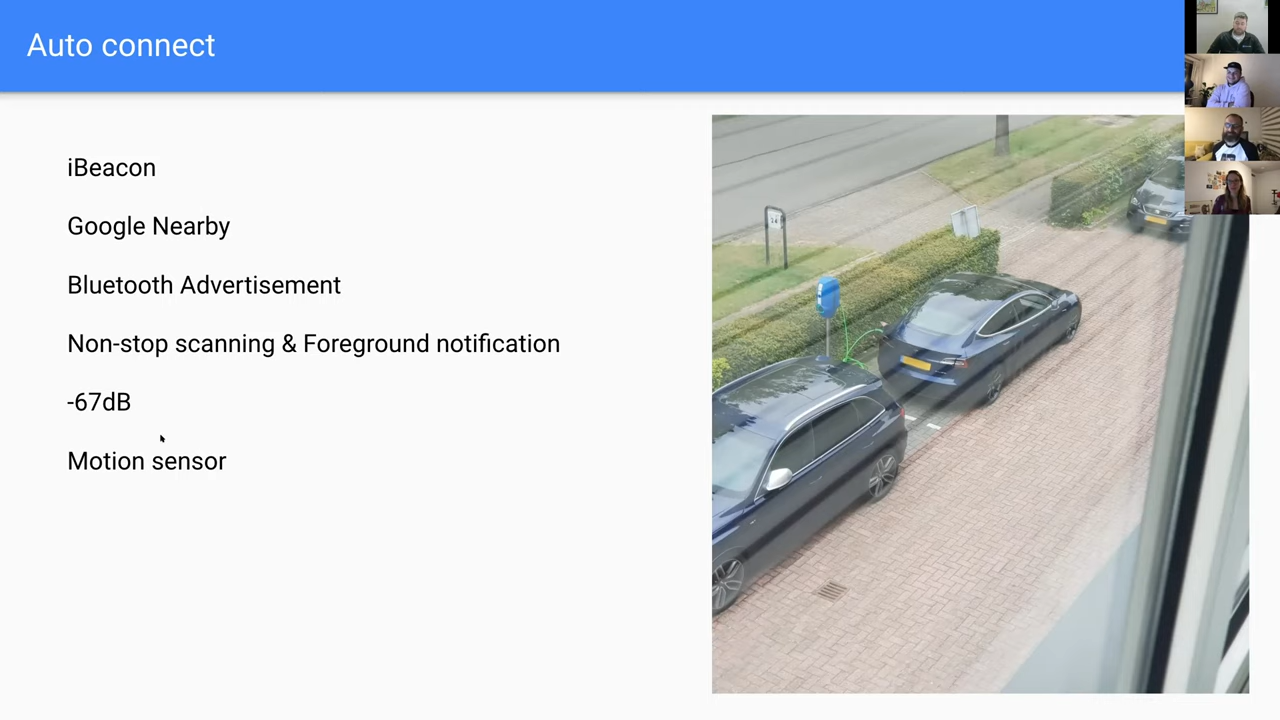 Auto connect
iBeacon
Google Nearby
Bluetooth Advertisement
Non-stop scanning & Foreground notification
-67dB
Motion sensor